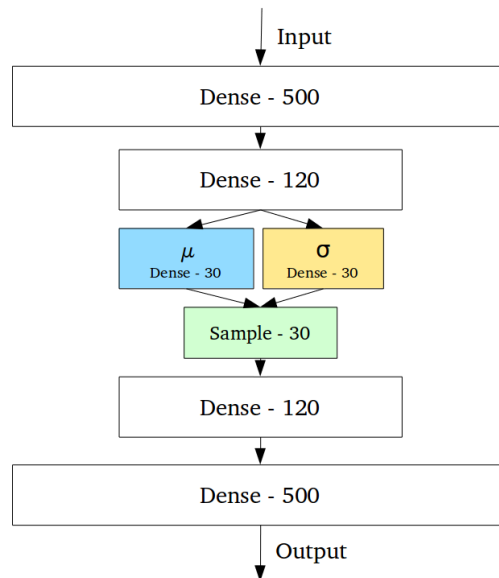 Input
Dense - 500
Dense - 120
μ
Dense - 30
σ
Dense - 30
Sample - 30
Dense - 120
Dense - 500
Output